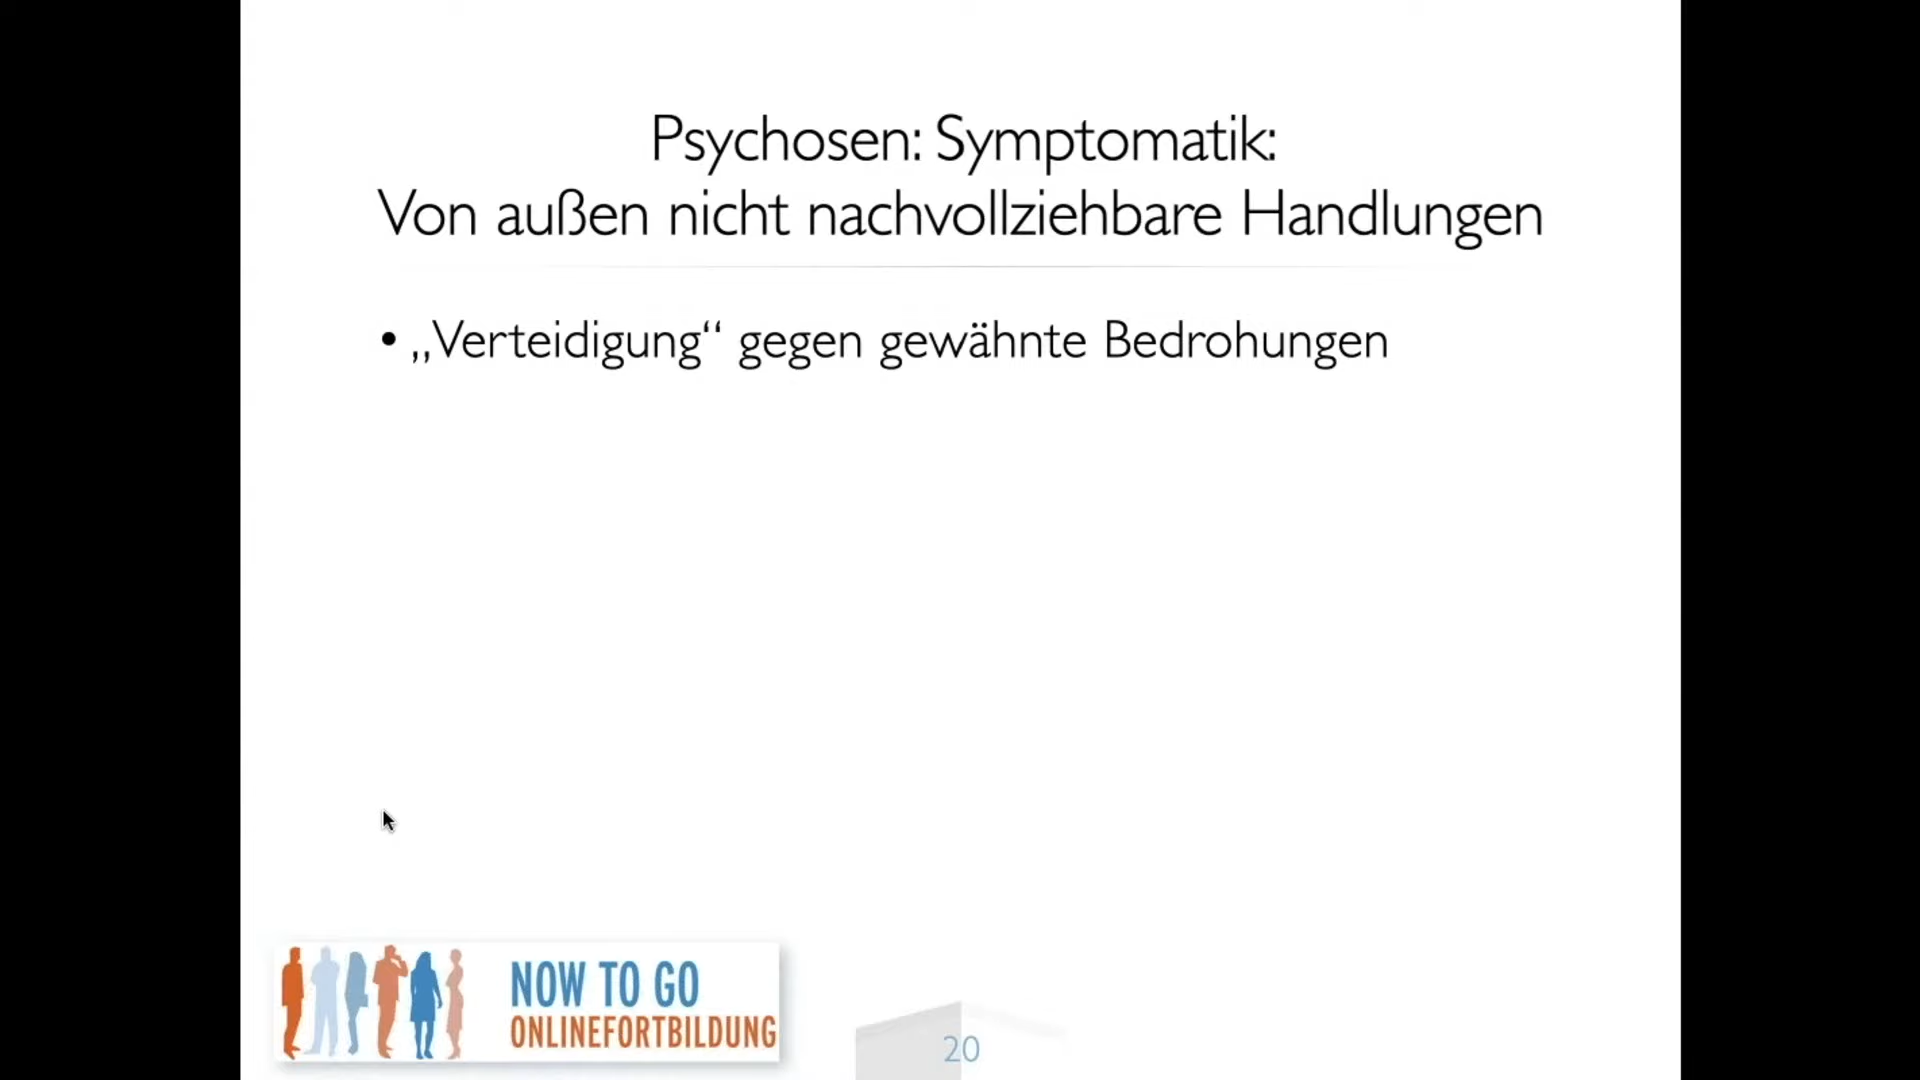 Psychosen: Symptomatik:
Von außen nicht nachvollziehbare Handlungen
• „Verteidigung“ gegen gewähnte Bedrohungen
NOW TO GO
ONLINEFORTBILDUNG
20